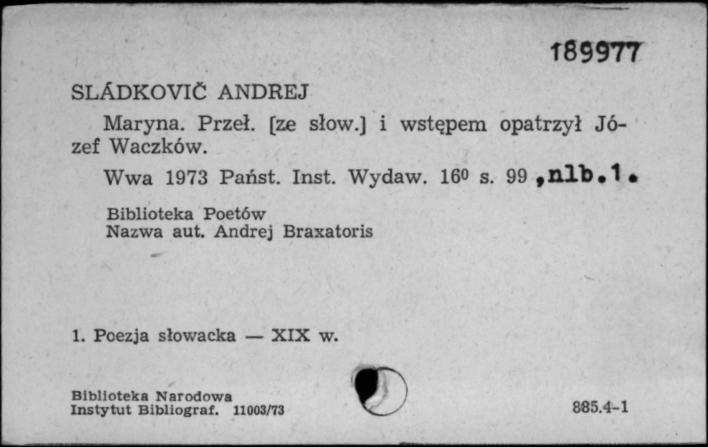 189977
SLÁDKOVIČ ANDREJ
Maryna. Przeł. [ze słow.] i wstępem opatrzył Jó-
zef Waczków.
Wwa 1973 Państ. Inst. Wydaw. 16⁰ s. 99 ,nlb.1.
Biblioteka Poetów
Nazwa aut. Andrej Braxatoris
1. Poezja słowacka — XIX w.
Biblioteka Narodowa
Instytut Bibliograf. 11003/73
885.4-1